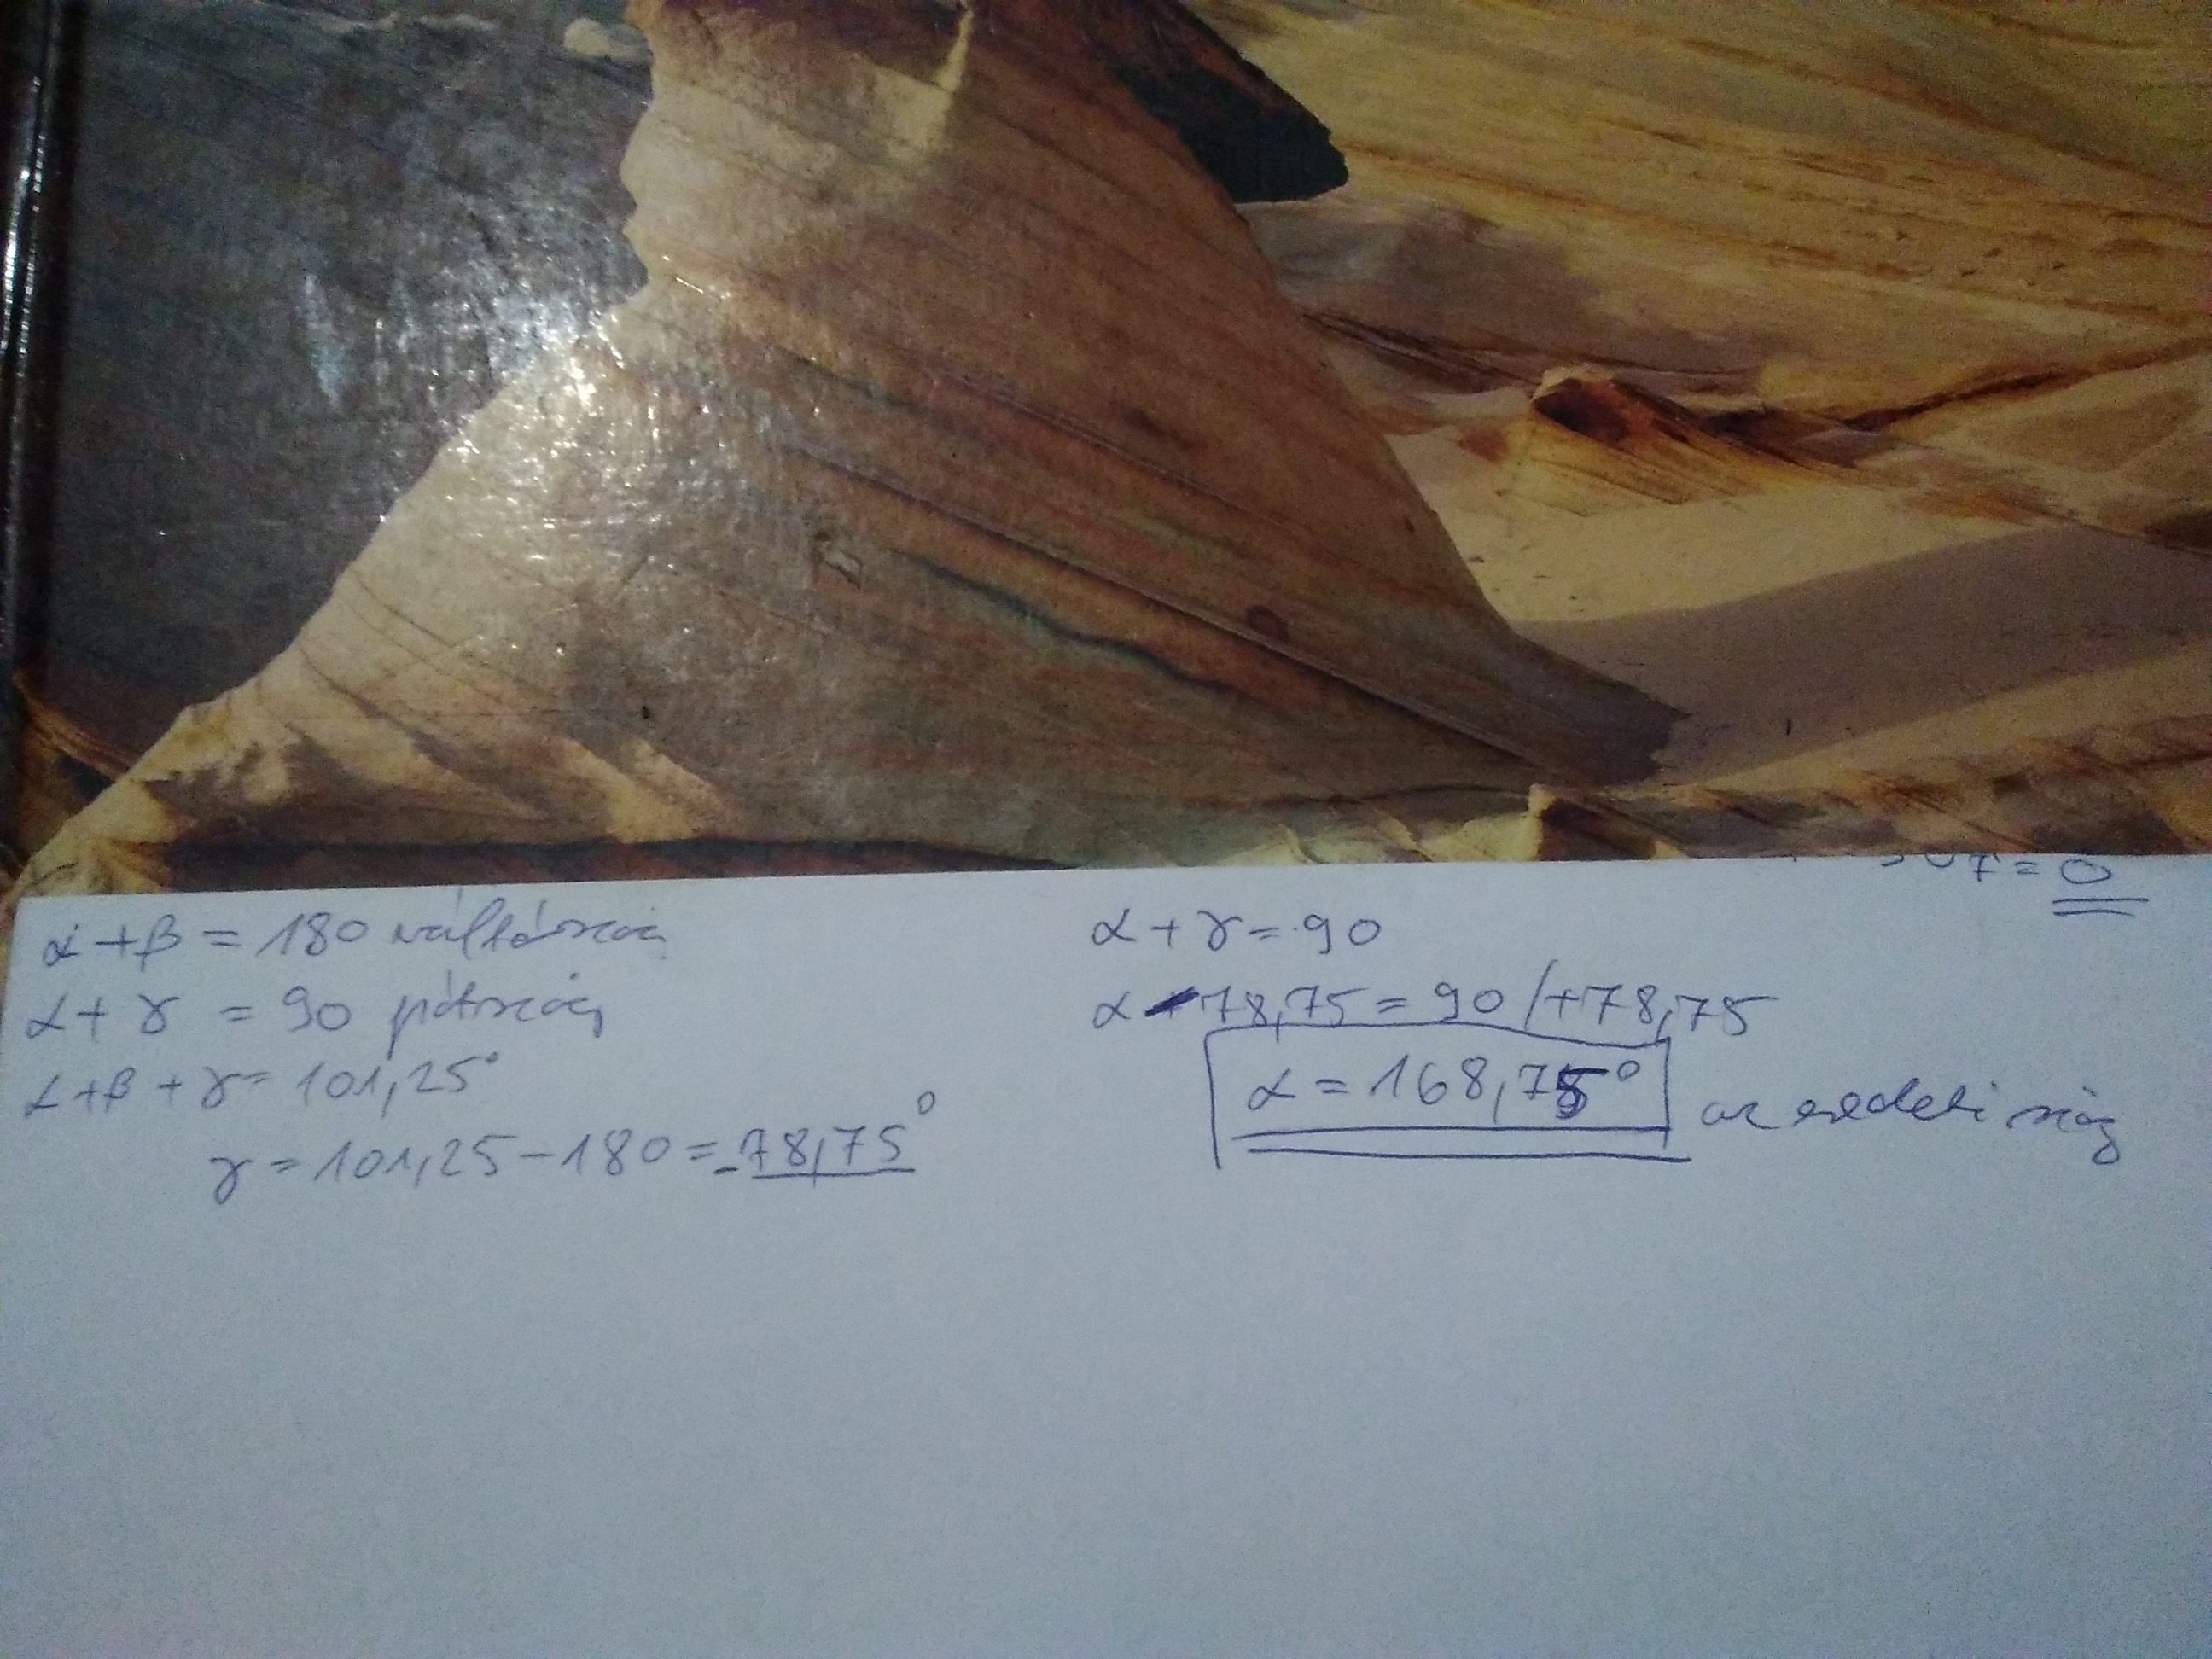 α+β = 180 váltószög
α+γ = 90 pótszög
α+β+γ= 101,25°
γ=101,25-180=-78,75°
=0
α+γ=90
α-78,75=90/+78,75
α=168,75° az eredeti szög